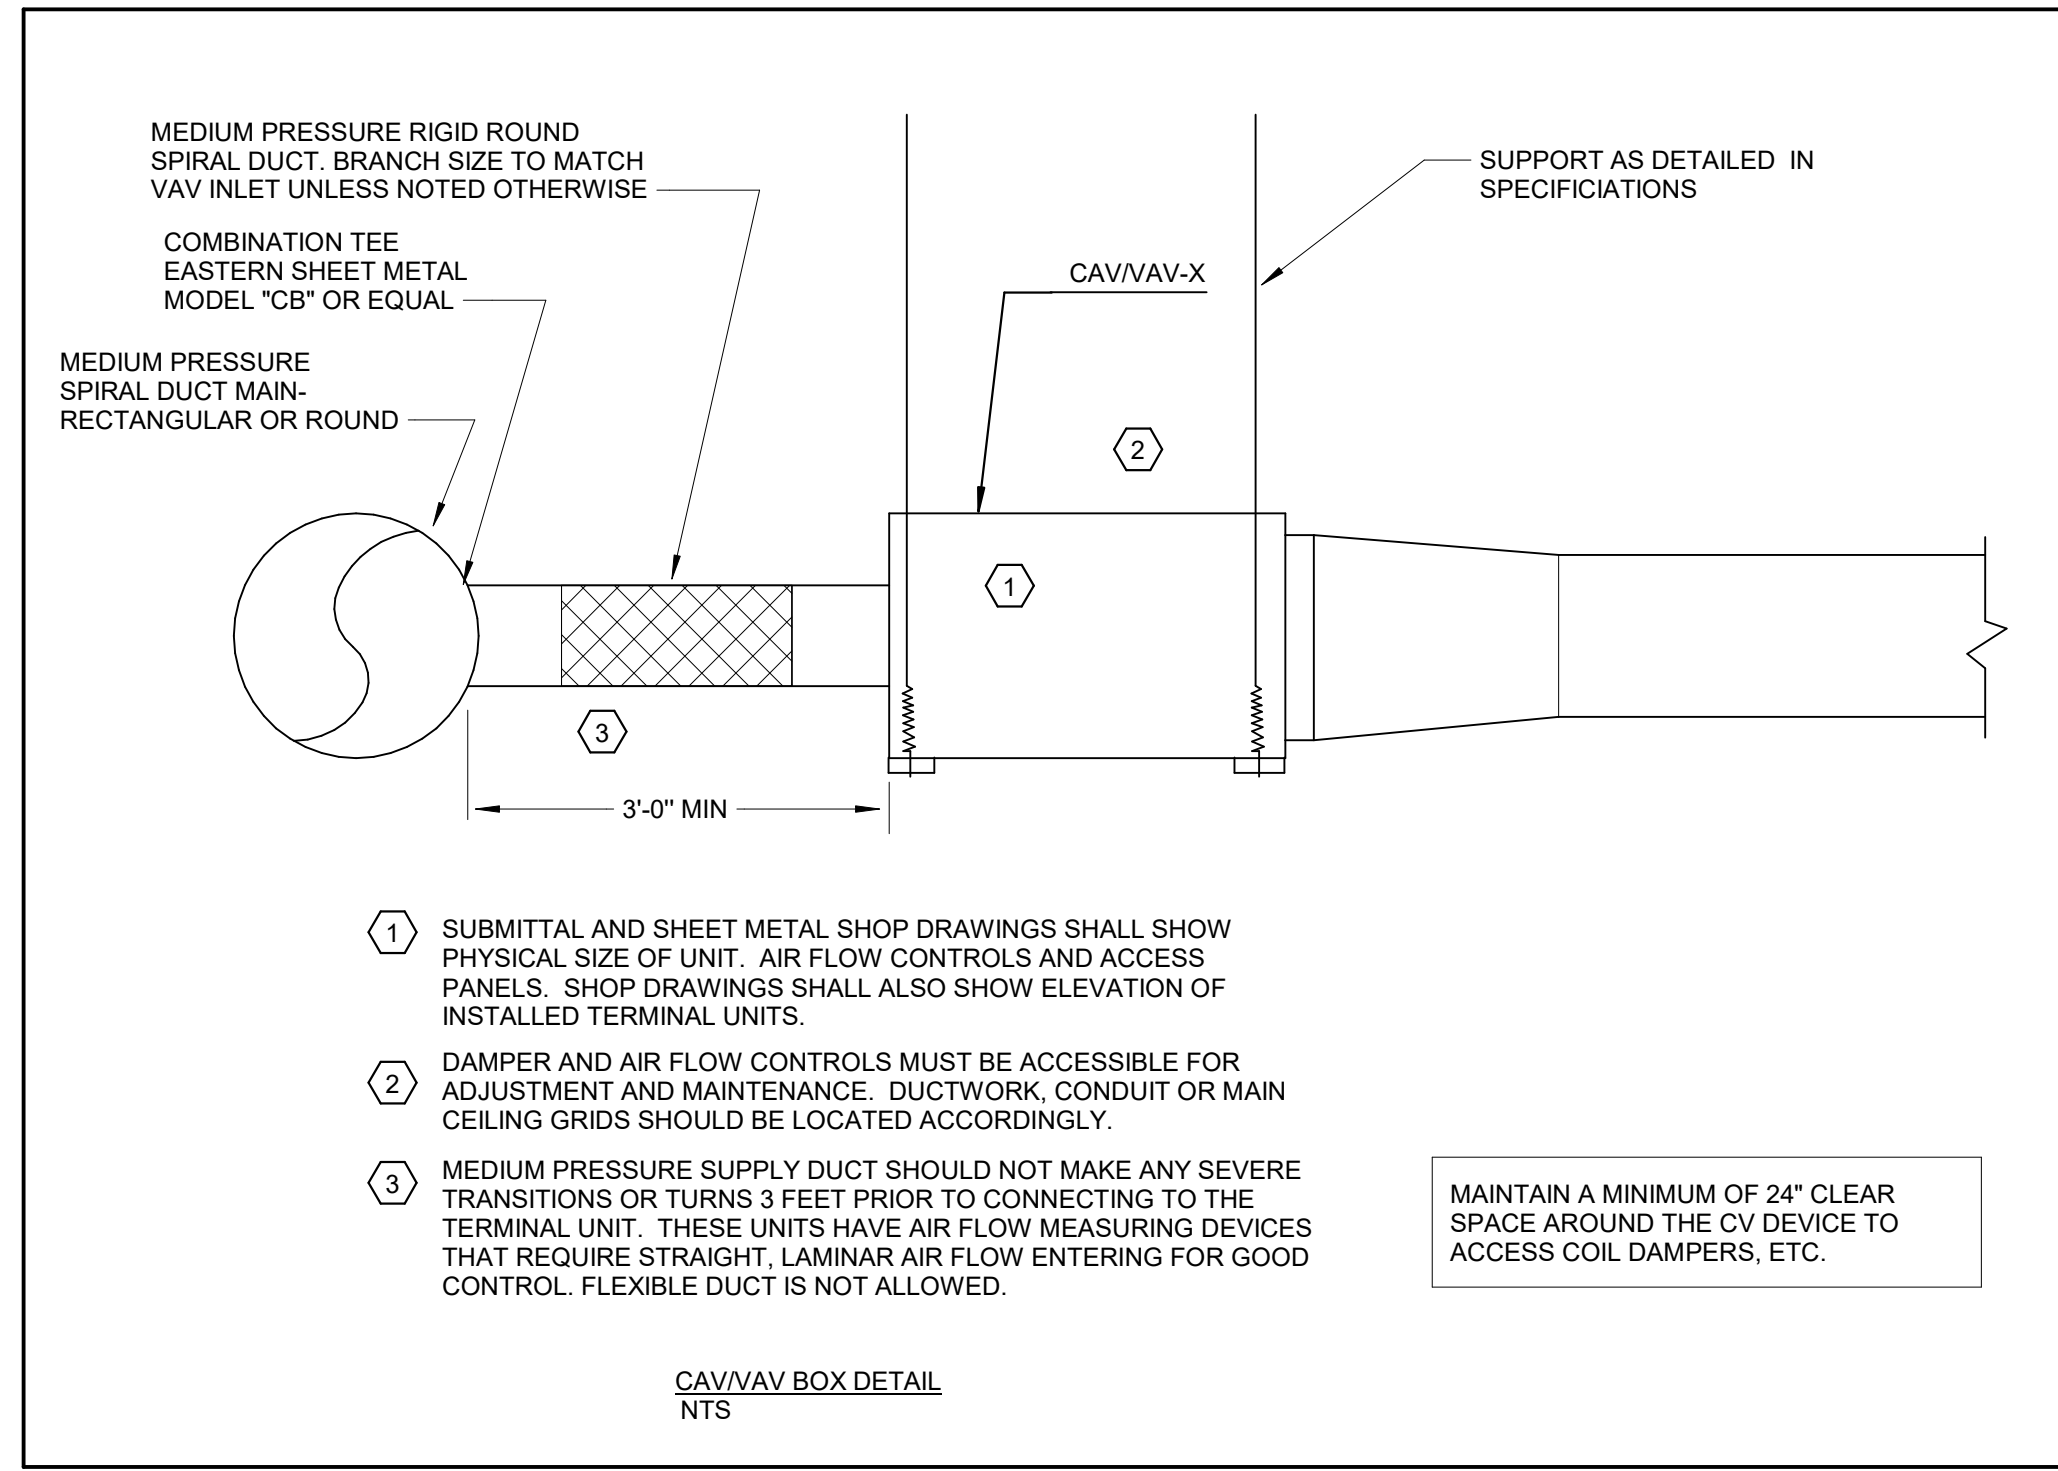 MEDIUM PRESSURE RIGID ROUND
SPIRAL DUCT. BRANCH SIZE TO MATCH
VAV INLET UNLESS NOTED OTHERWISE
COMBINATION TEE
EASTERN SHEET METAL
MODEL "CB" OR EQUAL
MEDIUM PRESSURE
SPIRAL DUCT MAIN-
RECTANGULAR OR ROUND
SUPPORT AS DETAILED IN
SPECIFICIATIONS
CAV/VAV-X
2
1
3
3'-0" MIN
1
SUBMITTAL AND SHEET METAL SHOP DRAWINGS SHALL SHOW
PHYSICAL SIZE OF UNIT. AIR FLOW CONTROLS AND ACCESS
PANELS. SHOP DRAWINGS SHALL ALSO SHOW ELEVATION OF
INSTALLED TERMINAL UNITS.
2
DAMPER AND AIR FLOW CONTROLS MUST BE ACCESSIBLE FOR
ADJUSTMENT AND MAINTENANCE. DUCTWORK, CONDUIT OR MAIN
CEILING GRIDS SHOULD BE LOCATED ACCORDINGLY.
3
MEDIUM PRESSURE SUPPLY DUCT SHOULD NOT MAKE ANY SEVERE
TRANSITIONS OR TURNS 3 FEET PRIOR TO CONNECTING TO THE
TERMINAL UNIT. THESE UNITS HAVE AIR FLOW MEASURING DEVICES
THAT REQUIRE STRAIGHT, LAMINAR AIR FLOW ENTERING FOR GOOD
CONTROL. FLEXIBLE DUCT IS NOT ALLOWED.
MAINTAIN A MINIMUM OF 24" CLEAR
SPACE AROUND THE CV DEVICE TO
ACCESS COIL DAMPERS, ETC.
CAV/VAV BOX DETAIL
NTS